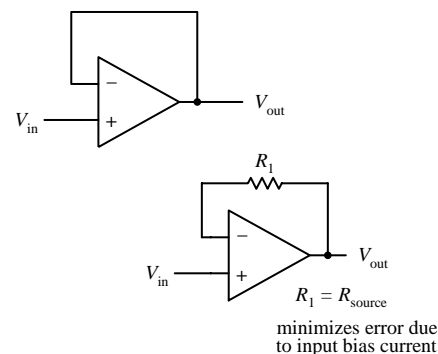 −
V_in
+
V_out
R_1
−
V_in
+
V_out
R_1 = R_source
minimizes error due
to input bias current